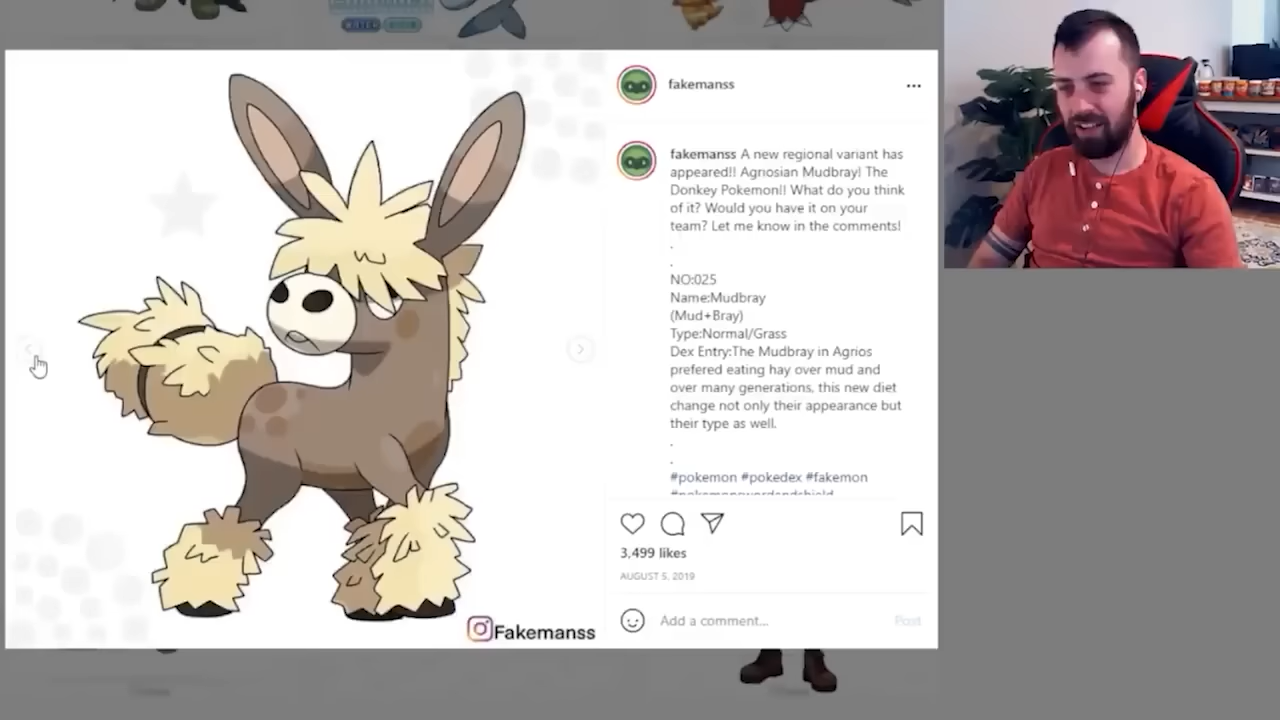 WATER
fakemanss
fakemanss A new regional variant has
appeared!! Agriosian Mudbray! The
Donkey Pokemon!! What do you think
of it? Would you have it on your
team? Let me know in the comments!
.
.
NO:025
Name:Mudbray
(Mud+Bray)
Type:Normal/Grass
Dex Entry:The Mudbray in Agrios
prefered eating hay over mud and
over many generations, this new diet
change not only their appearance but
their type as well.
.
.
#pokemon #pokedex #fakemon
#pokemonswordandshield
3,499 likes
AUGUST 5, 2019
Add a comment...
Post
Fakemanss